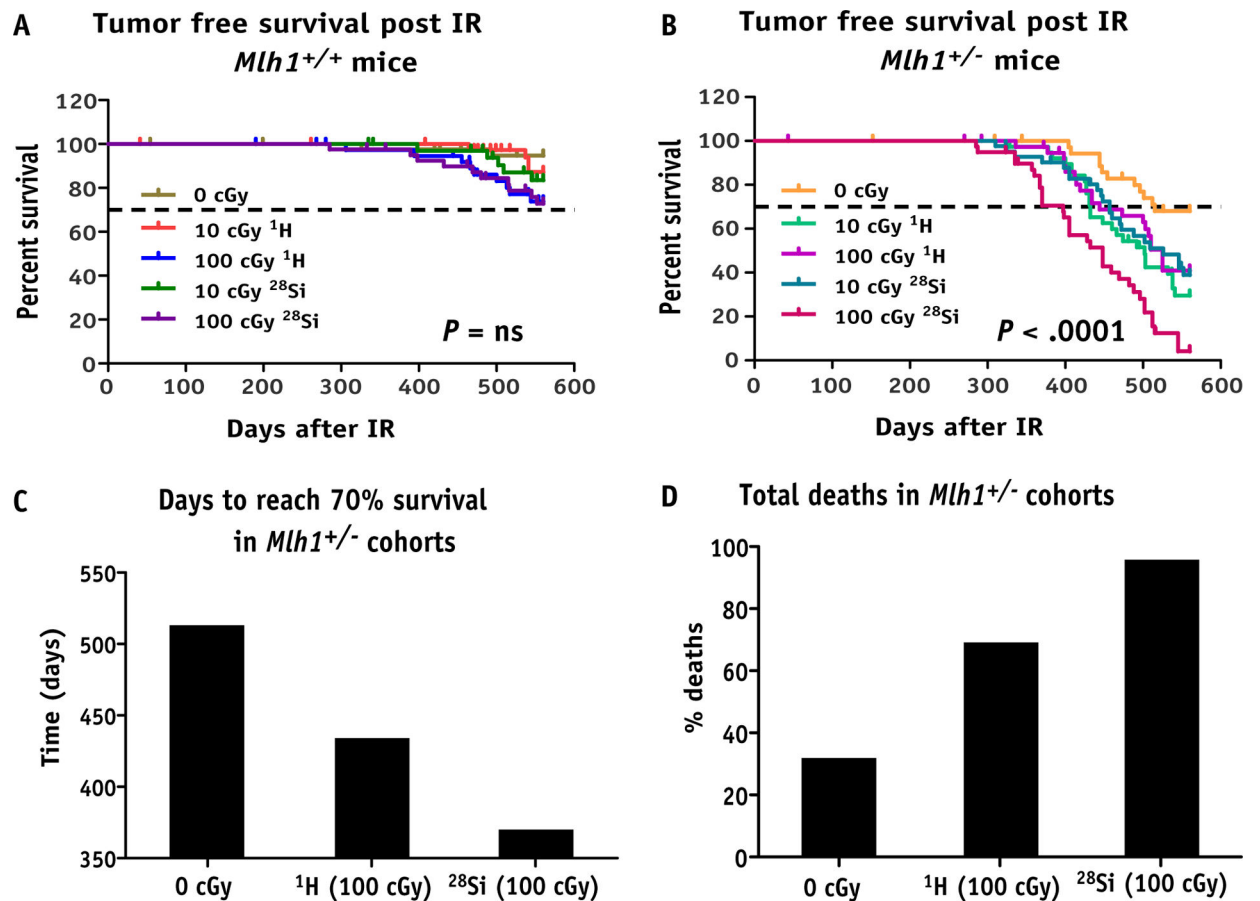 A
Tumor free survival post IR
Mlh1+/+ mice
120
100
80
60
40
20
0
Percent survival
0 cGy
10 cGy 1H
100 cGy 1H
10 cGy 28Si
100 cGy 28Si
P = ns
0 100 200 300 400 500 600
Days after IR
B
Tumor free survival post IR
Mlh1+/- mice
120
100
80
60
40
20
0
Percent survival
0 cGy
10 cGy 1H
100 cGy 1H
10 cGy 28Si
100 cGy 28Si
P < .0001
0 100 200 300 400 500 600
Days after IR
C
Days to reach 70% survival
in Mlh1+/- cohorts
550
500
450
400
350
Time (days)
0 cGy 1H (100 cGy) 28Si (100 cGy)
D
Total deaths in Mlh1+/- cohorts
100
80
60
40
20
0
% deaths
0 cGy 1H (100 cGy) 28Si (100 cGy)